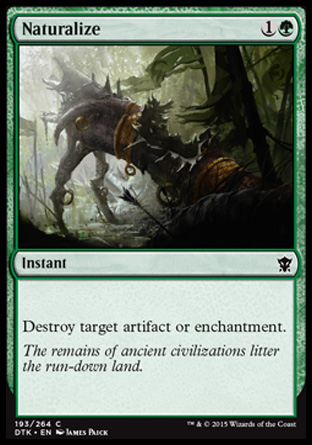 Naturalize 1
Instant
Destroy target artifact or enchantment.
The remains of ancient civilizations litter
the run-down land.
193/264 C
DTK • EN James Paick
™ & © 2015 Wizards of the Coast